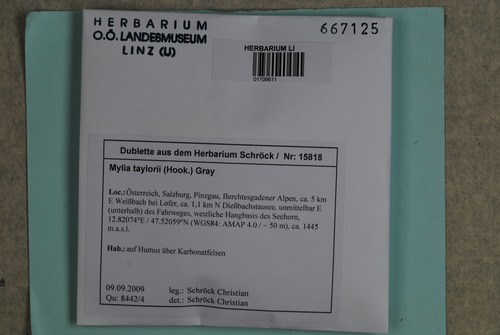 HERBARIUM
O.Ö. LANDESMUSEUM
LINZ (U)
667125
HERBARIUM LI
01706611
Dublette aus dem Herbarium Schröck / Nr: 15818
Mylia taylorii (Hook.) Gray
Loc.:Österreich, Salzburg, Pinzgau, Berchtesgadener Alpen, ca. 5 km
E Weißbach bei Lofer, ca. 1,1 km N Dießbachstausee, unmittelbar E
(unterhalb) des Fahrweges, westliche Hangbasis des Seehorn,
12.82074°E / 47.52059°N (WGS84: AMAP 4.0 / ~ 50 m), ca. 1445
m.a.s.l.
Hab.:auf Humus über Karbonatfelsen
09.09.2009 leg.: Schröck Christian
Qu: 8442/4 det.: Schröck Christian